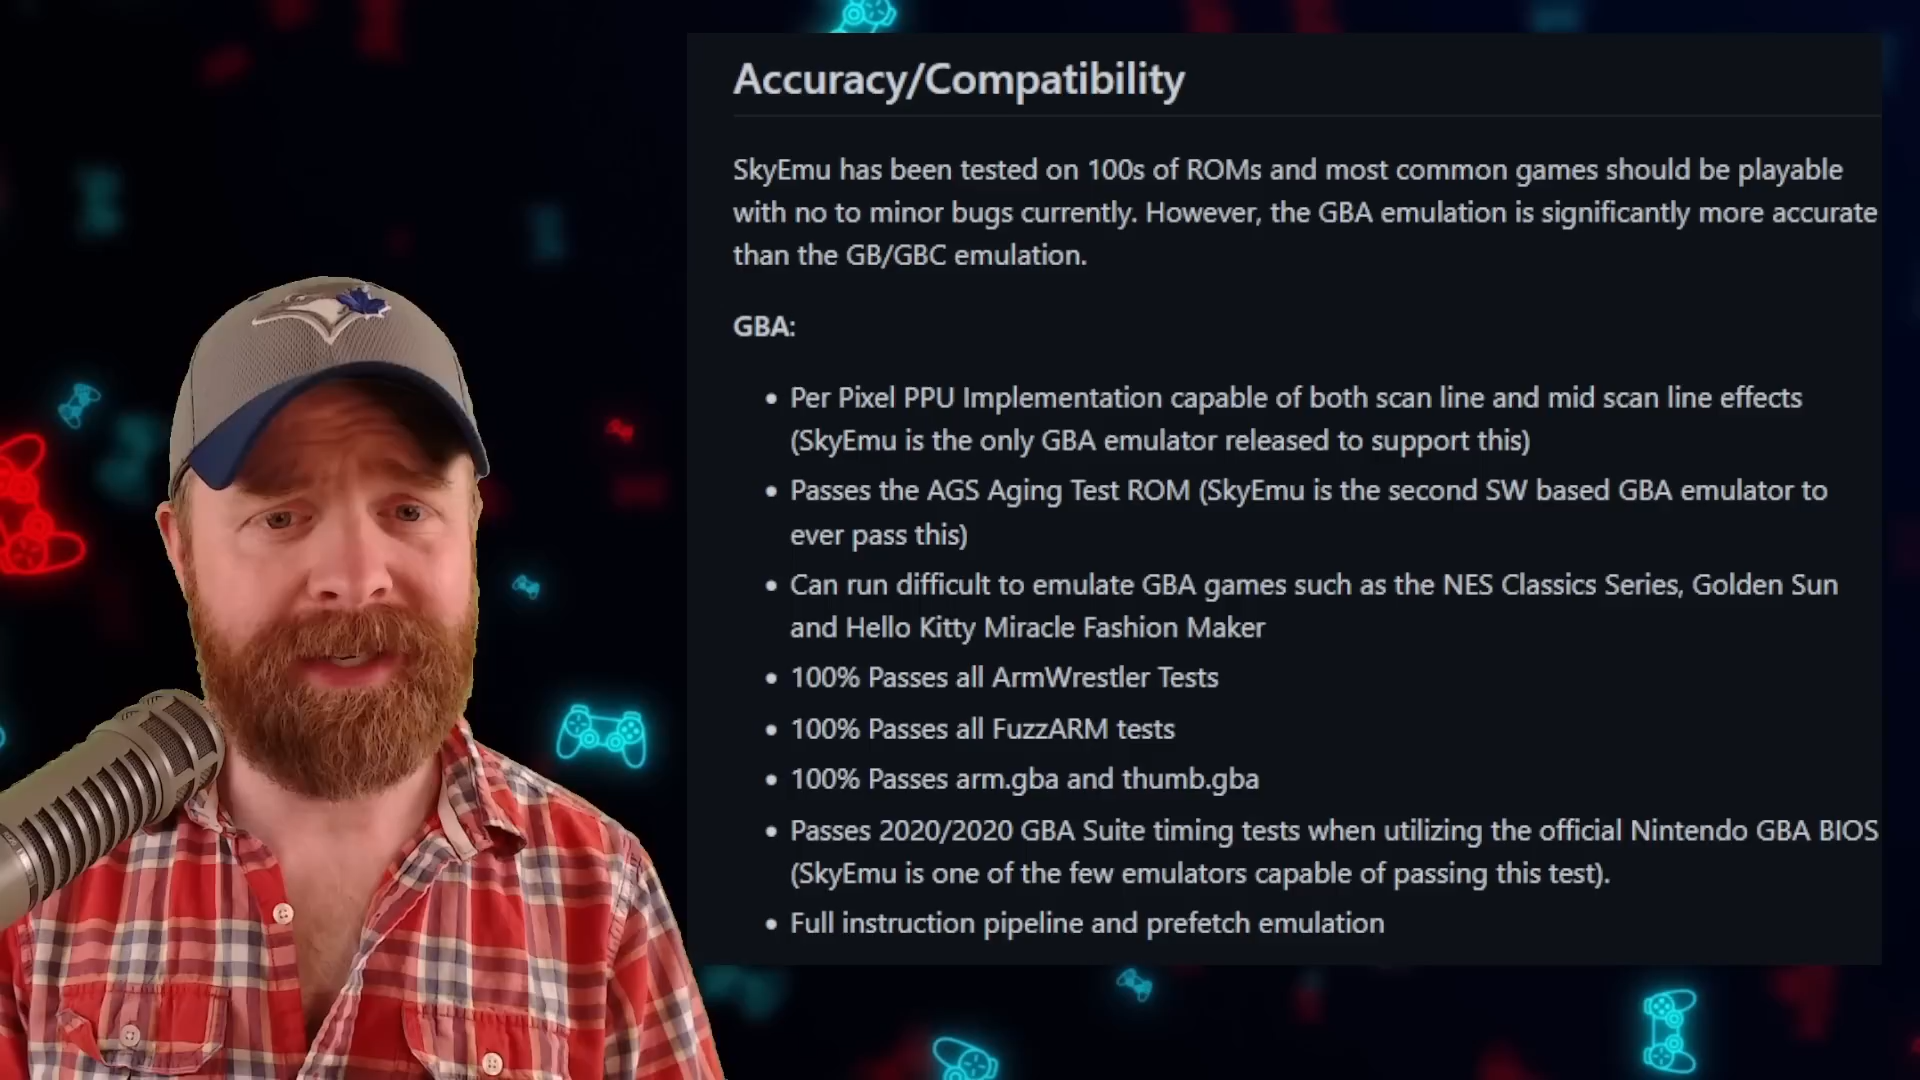 Accuracy/Compatibility
SkyEmu has been tested on 100s of ROMs and most common games should be playable
with no to minor bugs currently. However, the GBA emulation is significantly more accurate
than the GB/GBC emulation.
GBA:
• Per Pixel PPU Implementation capable of both scan line and mid scan line effects
(SkyEmu is the only GBA emulator released to support this)
• Passes the AGS Aging Test ROM (SkyEmu is the second SW based GBA emulator to
ever pass this)
• Can run difficult to emulate GBA games such as the NES Classics Series, Golden Sun
and Hello Kitty Miracle Fashion Maker
• 100% Passes all ArmWrestler Tests
• 100% Passes all FuzzARM tests
• 100% Passes arm.gba and thumb.gba
• Passes 2020/2020 GBA Suite timing tests when utilizing the official Nintendo GBA BIOS
(SkyEmu is one of the few emulators capable of passing this test).
• Full instruction pipeline and prefetch emulation